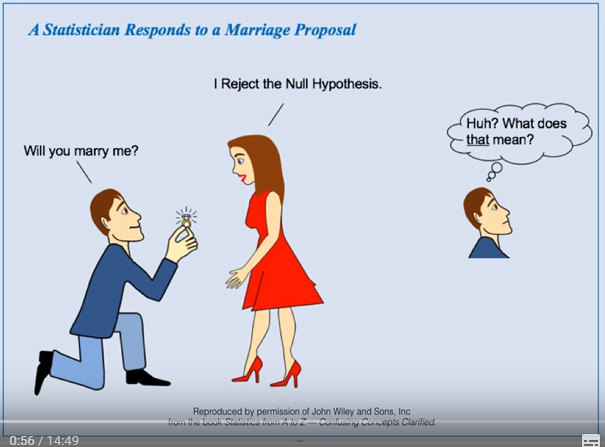 A Statistician Responds to a Marriage Proposal
I Reject the Null Hypothesis.
Will you marry me?
Huh? What does
that mean?
Reproduced by permission of John Wiley and Sons, Inc
from the book Statistics from A to Z — Confusing Concepts Clarified.
0:56 / 14:49